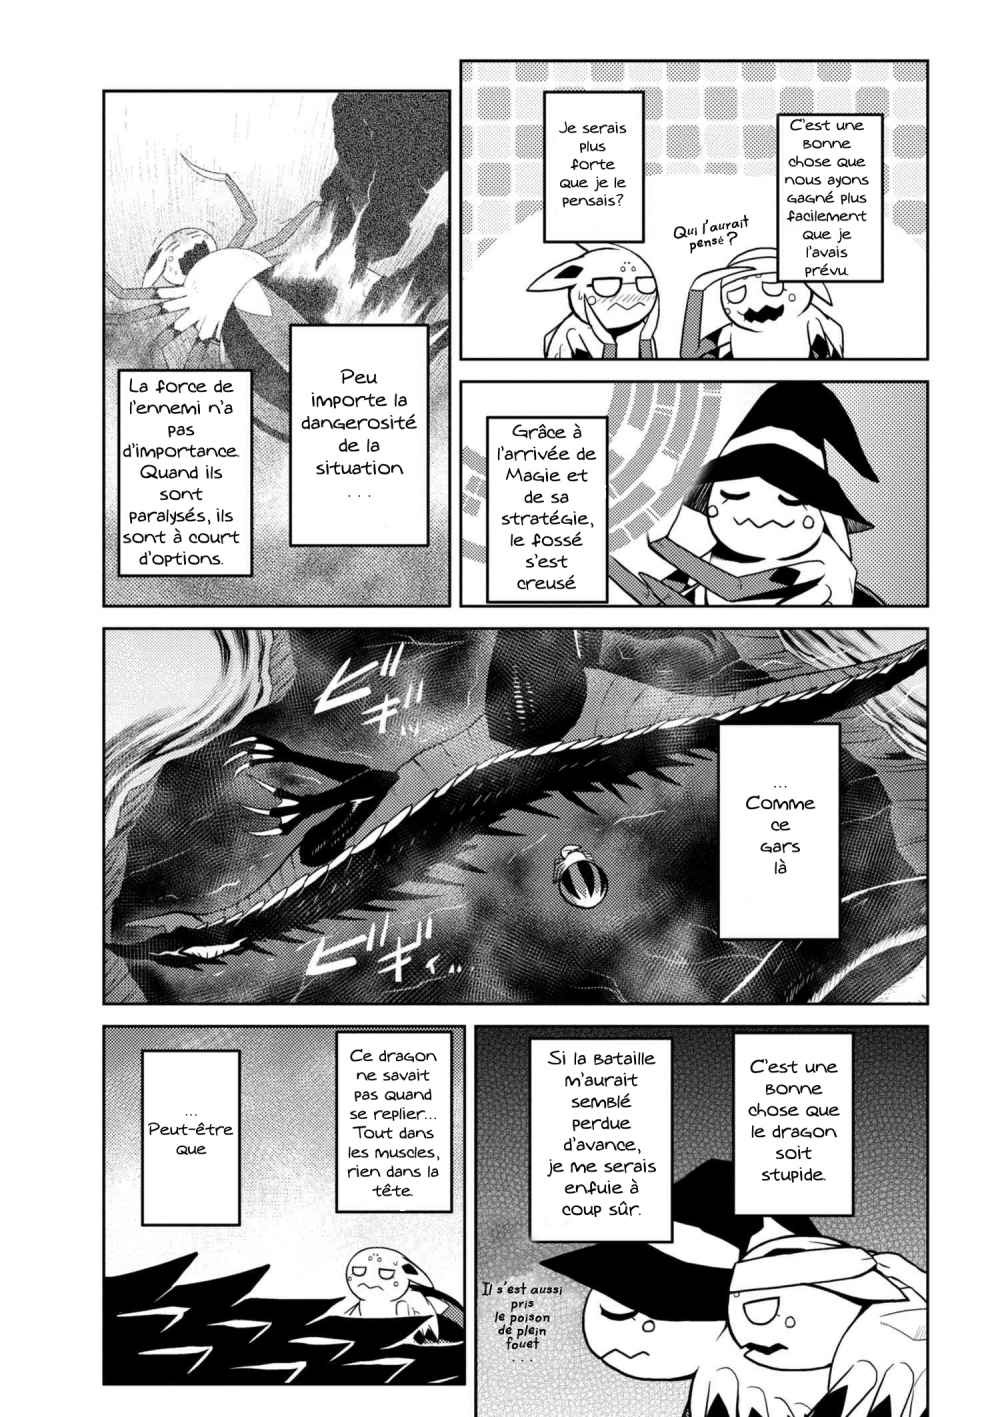 C'est une
bonne
chose que
nous ayons
gagné plus
facilement
que je
l'avais
prévu.
Qui l'aurait
pensé ?
Je serais
plus
forte
que je le
pensais?
Grâce à
l'arrivée de
Magie et
de sa
stratégie,
le fossé
s'est
creusé
Peu
importe la
dangerosité
de la
situation
. . .
La force de
l'ennemi n'a
pas
d'importance.
Quand ils
sont
paralysés, ils
sont à court
d'options.
ビギッ
...
Comme
ce
gars
là
ビギィ...
C'est une
bonne
chose que
le dragon
soit
stupide.
Si la bataille
m'aurait
semblé
perdue
d'avance,
je me serais
enfuie à
coup sûr.
Il s'est aussi
pris
le poison
de plein
fouet
. . .
Ce dragon
ne savait
pas quand
se replier...
Tout dans
les muscles,
rien dans la
tête.
...
Peut-être
que